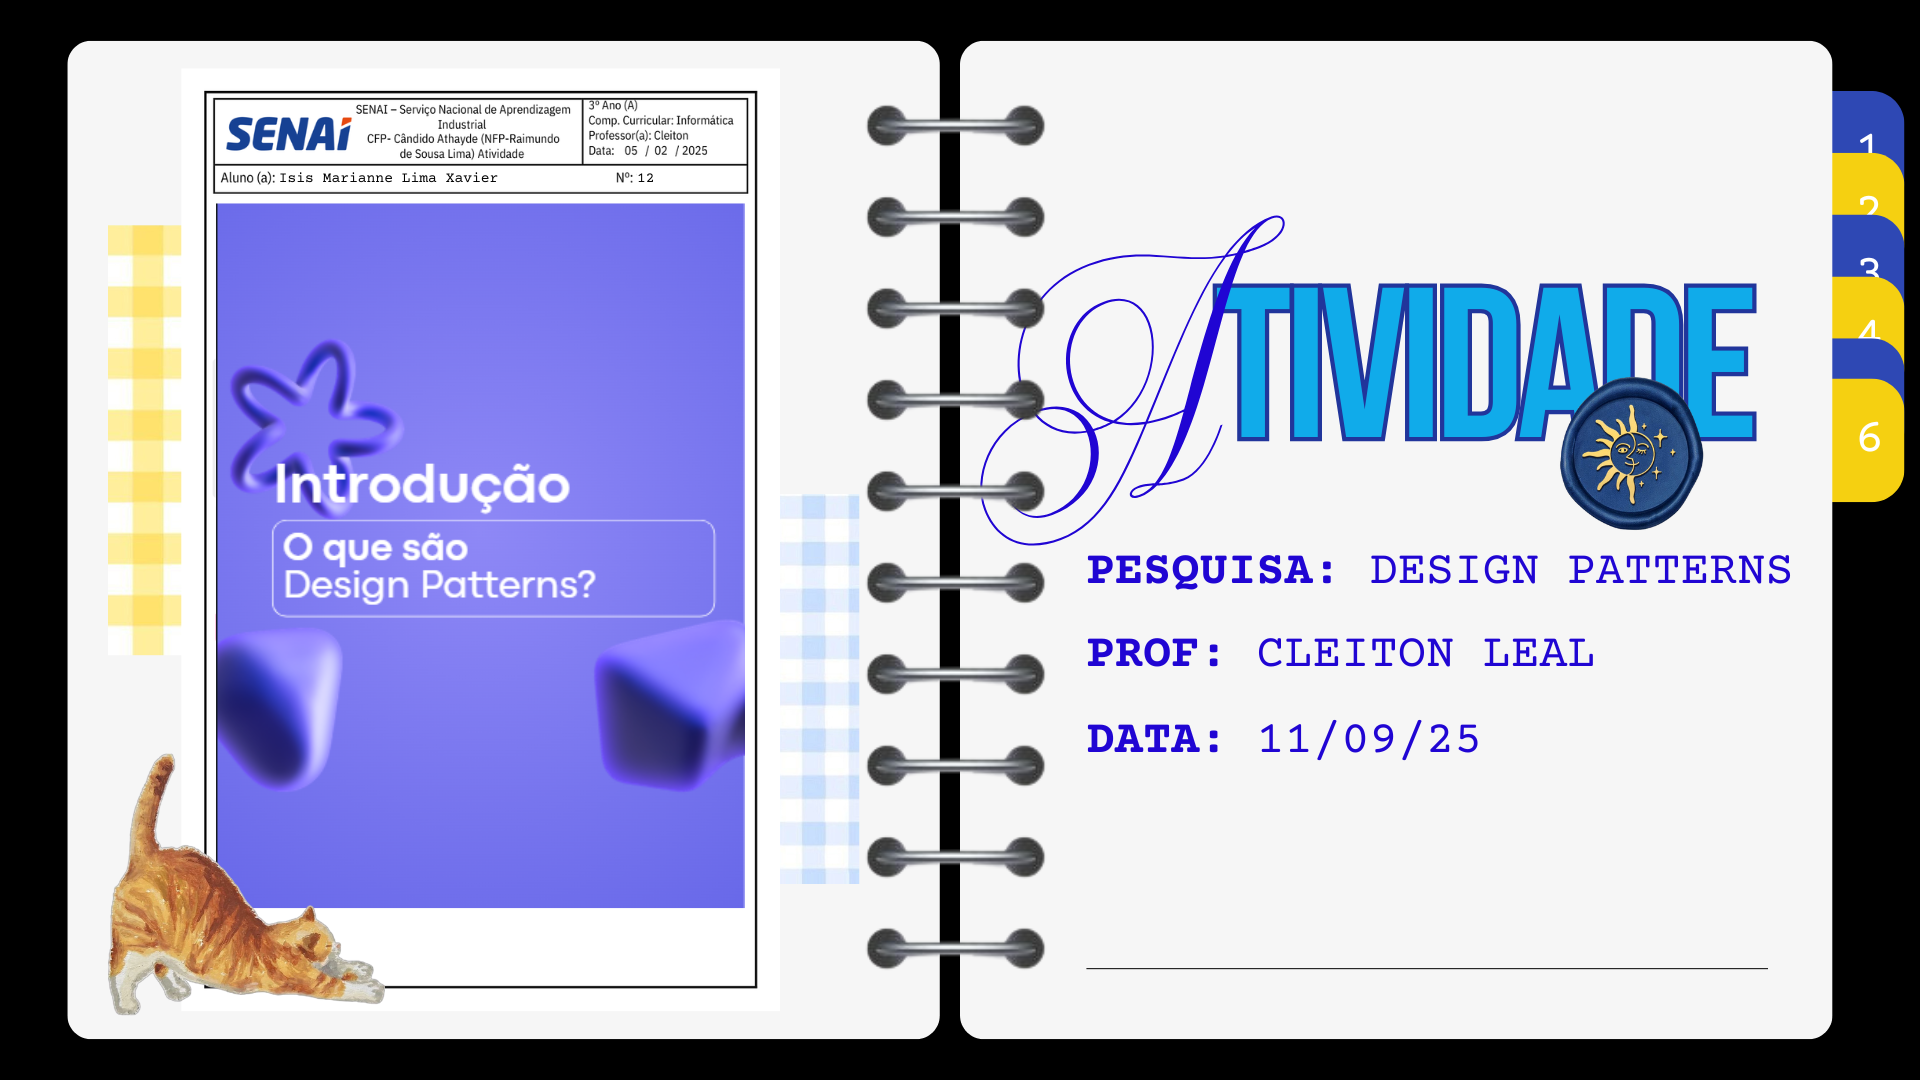 SENAI
SENAI – Serviço Nacional de Aprendizagem
Industrial
CFP- Cândido Athayde (NFP-Raimundo
de Sousa Lima) Atividade
3º Ano (A)
Comp. Curricular: Informática
Professor(a): Cleiton
Data: 05 / 02 / 2025
Aluno (a): Isis Marianne Lima Xavier Nº: 12
Introdução
O que são
Design Patterns?
ATIVIDADE
PESQUISA: DESIGN PATTERNS
PROF: CLEITON LEAL
DATA: 11/09/25
1
2
3
4
6